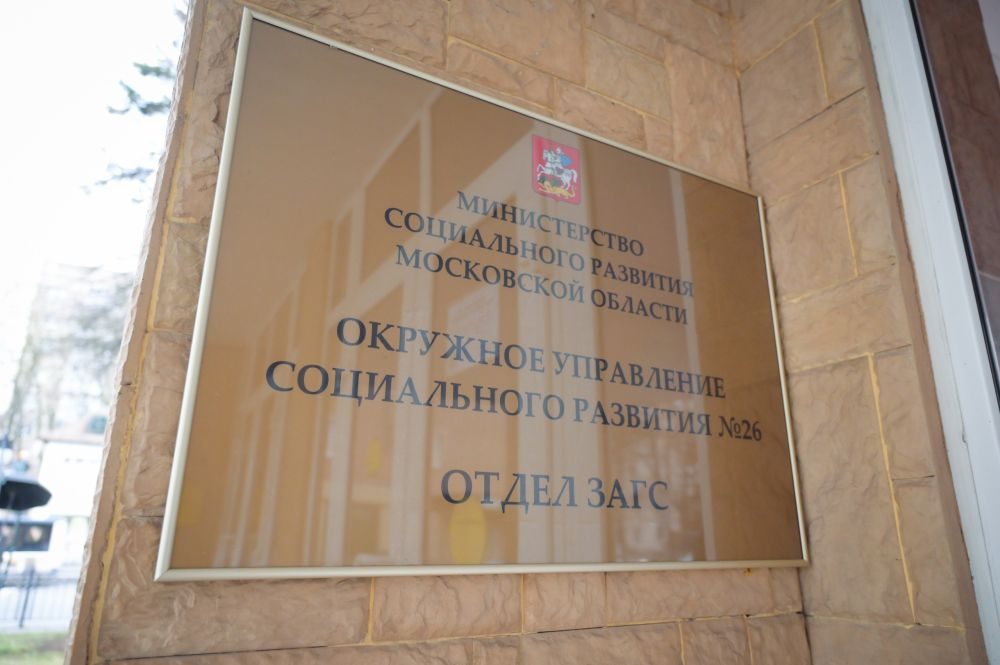 МИНИСТЕРСТВО
СОЦИАЛЬНОГО РАЗВИТИЯ
МОСКОВСКОЙ ОБЛАСТИ
ОКРУЖНОЕ УПРАВЛЕНИЕ
СОЦИАЛЬНОГО РАЗВИТИЯ №26
ОТДЕЛ ЗАГС